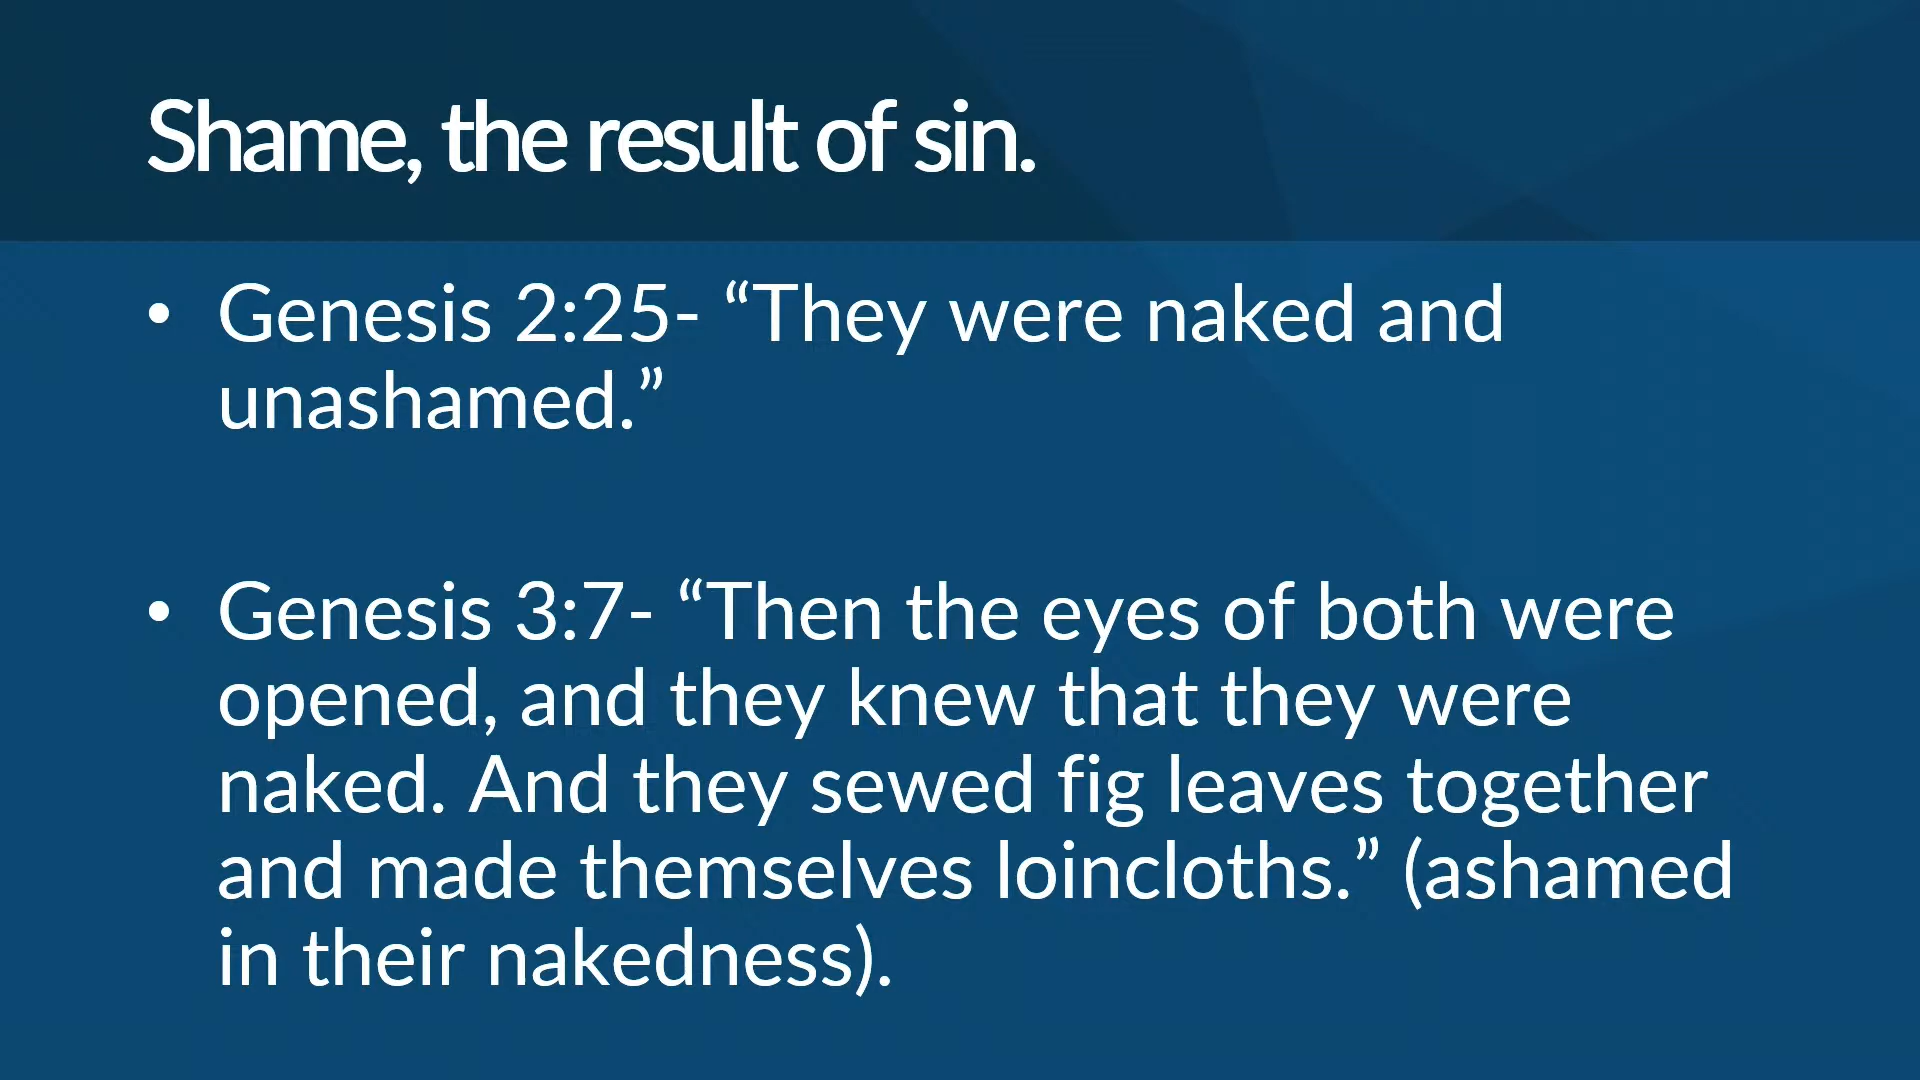 Shame, the result of sin.
• Genesis 2:25- “They were naked and
unashamed.”
• Genesis 3:7- “Then the eyes of both were
opened, and they knew that they were
naked. And they sewed fig leaves together
and made themselves loincloths.” (ashamed
in their nakedness).